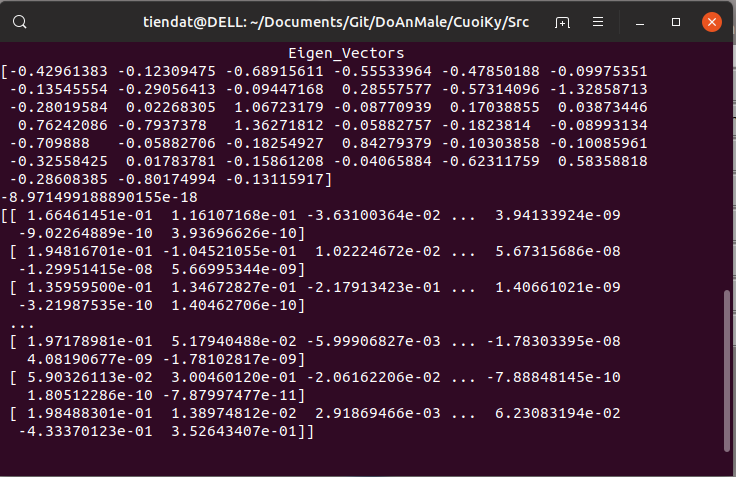 tiendat@DELL: ~/Documents/Git/DoAnMale/CuoiKy/Src
Eigen_Vectors
[-0.42961383 -0.12309475 -0.68915611 -0.55533964 -0.47850188 -0.09975351
-0.13545554 -0.29056413 -0.09447168 0.28557577 -0.57314096 -1.32858713
-0.28019584 0.02268305 1.06723179 -0.08770939 0.17038855 0.03873446
0.76242086 -0.7937378 1.36271812 -0.05882757 -0.1823814 -0.08993134
-0.709888 -0.05882706 -0.18254927 0.84279379 -0.10303858 -0.10085961
-0.32558425 0.01783781 -0.15861208 -0.04065884 -0.62311759 0.58358818
-0.28608385 -0.80174994 -0.13115917]
-8.971499188890155e-18
[[ 1.66461451e-01 1.16107168e-01 -3.63100364e-02 ... 3.94133924e-09
-9.02264889e-10 3.93696626e-10]
[ 1.94816701e-01 -1.04521055e-01 1.02224672e-02 ... 5.67315686e-08
-1.29951415e-08 5.66995344e-09]
[ 1.35959500e-01 1.34672827e-01 -2.17913423e-01 ... 1.40661021e-09
-3.21987535e-10 1.40462706e-10]
...
[ 1.97178981e-01 5.17940488e-02 -5.99906827e-03 ... -1.78303395e-08
4.08190677e-09 -1.78102817e-09]
[ 5.90326113e-02 3.00460120e-01 -2.06162206e-02 ... -7.88848145e-10
1.80512286e-10 -7.87997477e-11]
[ 1.98488301e-01 1.38974812e-02 2.91869466e-03 ... 6.23083194e-02
-4.33370123e-01 3.52643407e-01]]